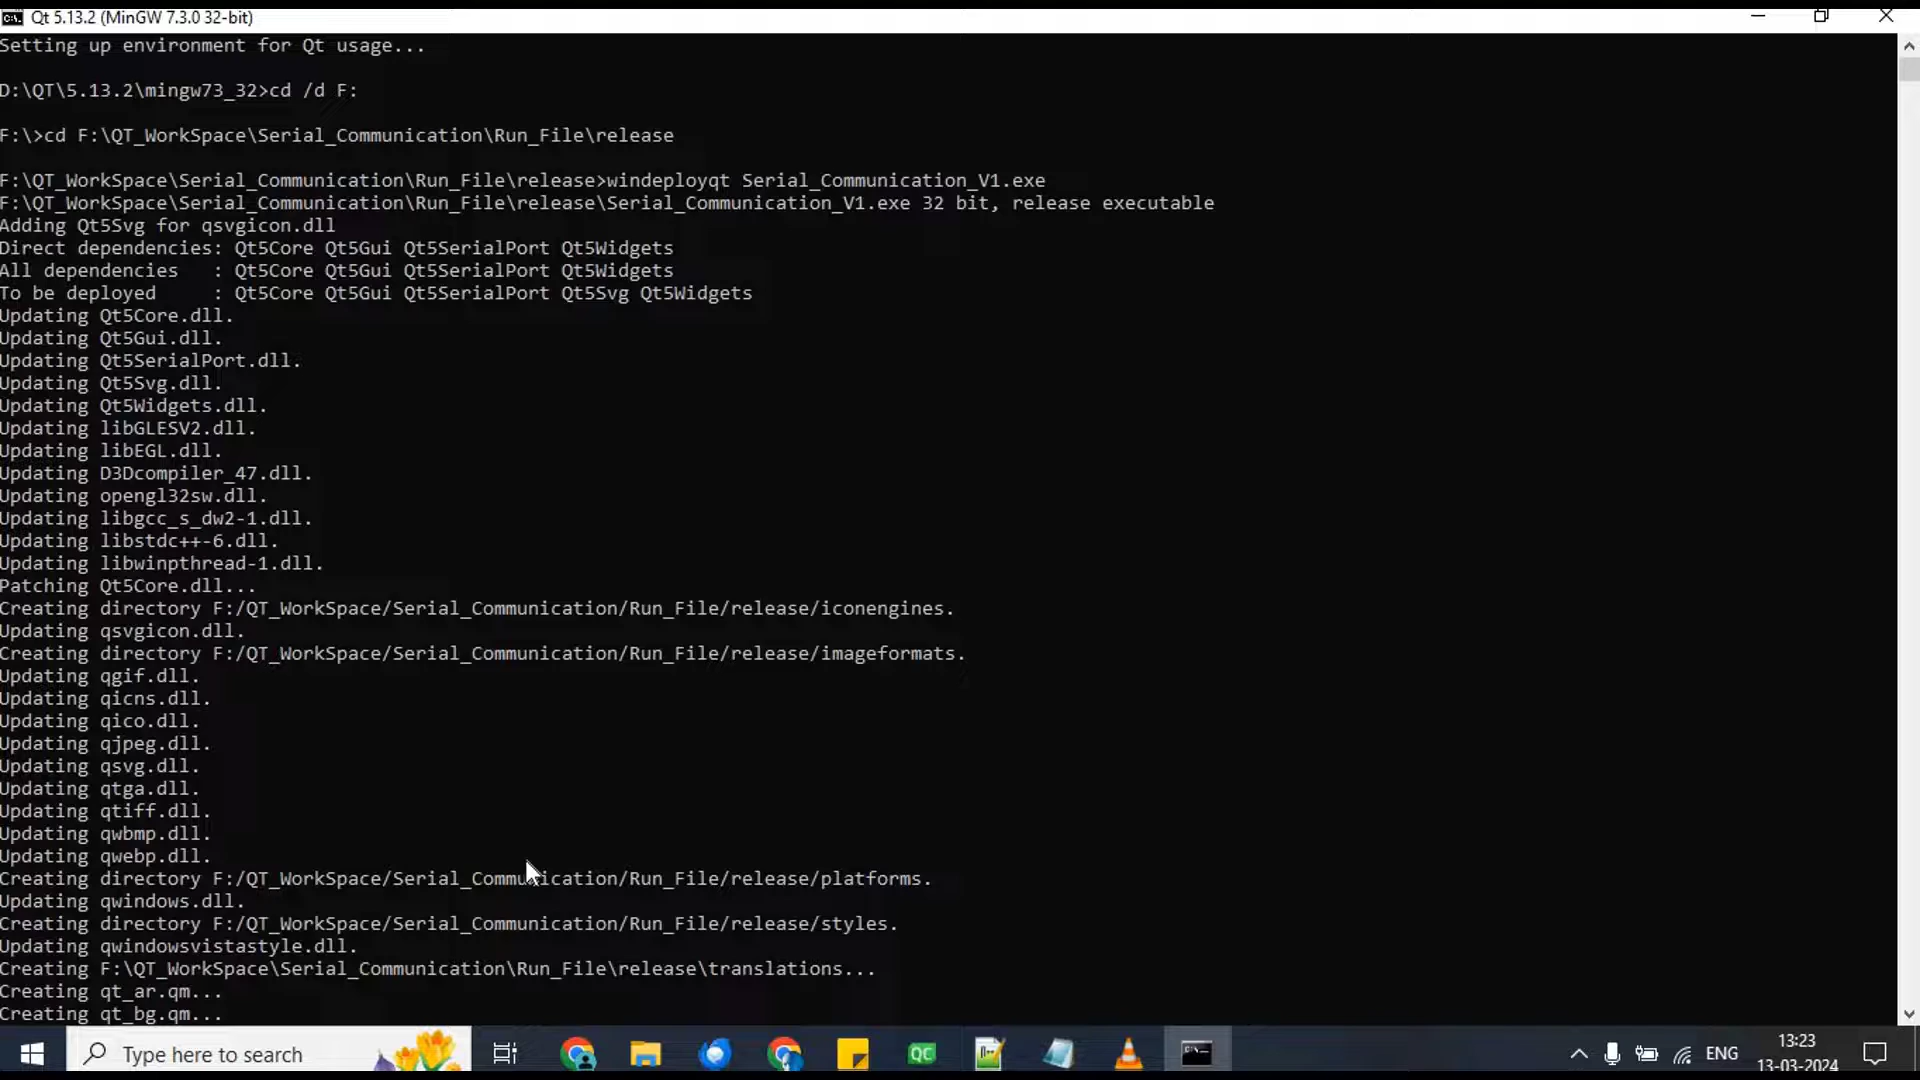 Qt 5.13.2 (MinGW 7.3.0 32-bit)
Setting up environment for Qt usage...
D:\QT\5.13.2\mingw73_32>cd /d F:
F:\>cd F:\QT_WorkSpace\Serial_Communication\Run_File\release
F:\QT_WorkSpace\Serial_Communication\Run_File\release>windeployqt Serial_Communication_V1.exe
F:\QT_WorkSpace\Serial_Communication\Run_File\release\Serial_Communication_V1.exe 32 bit, release executable
Adding Qt5Svg for qsvgicon.dll
Direct dependencies: Qt5Core Qt5Gui Qt5SerialPort Qt5Widgets
All dependencies   : Qt5Core Qt5Gui Qt5SerialPort Qt5Widgets
To be deployed     : Qt5Core Qt5Gui Qt5SerialPort Qt5Svg Qt5Widgets
Updating Qt5Core.dll.
Updating Qt5Gui.dll.
Updating Qt5SerialPort.dll.
Updating Qt5Svg.dll.
Updating Qt5Widgets.dll.
Updating libGLESV2.dll.
Updating libEGL.dll.
Updating D3Dcompiler_47.dll.
Updating opengl32sw.dll.
Updating libgcc_s_dw2-1.dll.
Updating libstdc++-6.dll.
Updating libwinpthread-1.dll.
Patching Qt5Core.dll...
Creating directory F:/QT_WorkSpace/Serial_Communication/Run_File/release/iconengines.
Updating qsvgicon.dll.
Creating directory F:/QT_WorkSpace/Serial_Communication/Run_File/release/imageformats.
Updating qgif.dll.
Updating qicns.dll.
Updating qico.dll.
Updating qjpeg.dll.
Updating qsvg.dll.
Updating qtga.dll.
Updating qtiff.dll.
Updating qwbmp.dll.
Updating qwebp.dll.
Creating directory F:/QT_WorkSpace/Serial_Communication/Run_File/release/platforms.
Updating qwindows.dll.
Creating directory F:/QT_WorkSpace/Serial_Communication/Run_File/release/styles.
Updating qwindowsvistastyle.dll.
Creating F:\QT_WorkSpace\Serial_Communication\Run_File\release\translations...
Creating qt_ar.qm...
Creating qt_bg.qm...
Type here to search
QC
ENG
13:23
13-03-2024